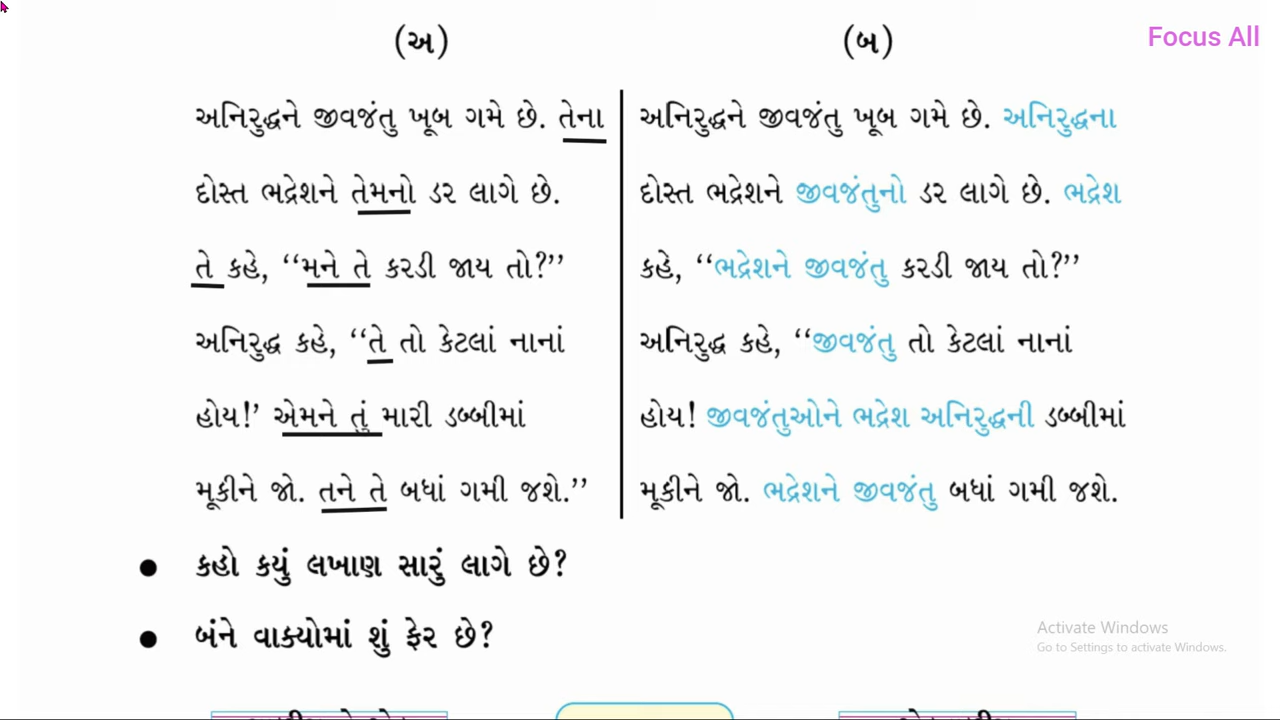 (અ)
(બ)
Focus All
અનિરુદ્ધને જીવજંતુ ખૂબ ગમે છે. તેના
દોસ્ત ભદ્રેશને તેમનો ડર લાગે છે.
તે કહે, ‘‘મને તે કરડી જાય તો?’’
અનિરુદ્ધ કહે, ‘‘તે તો કેટલાં નાનાં
હોય!’ એમને તું મારી ડબ્બીમાં
મૂકીને જો. તને તે બધાં ગમી જશે.’’
અનિરુદ્ધને જીવજંતુ ખૂબ ગમે છે. અનિરુદ્ધના
દોસ્ત ભદ્રેશને જીવજંતુનો ડર લાગે છે. ભદ્રેશ
કહે, ‘‘ભદ્રેશને જીવજંતુ કરડી જાય તો?’’
અનિરુદ્ધ કહે, ‘‘જીવજંતુ તો કેટલાં નાનાં
હોય! જીવજંતુઓને ભદ્રેશ અનિરુદ્ધની ડબ્બીમાં
મૂકીને જો. ભદ્રેશને જીવજંતુ બધાં ગમી જશે.
● કહો કયું લખાણ સારું લાગે છે?
● બંને વાક્યોમાં શું ફેર છે?
Activate Windows
Go to Settings to activate Windows.